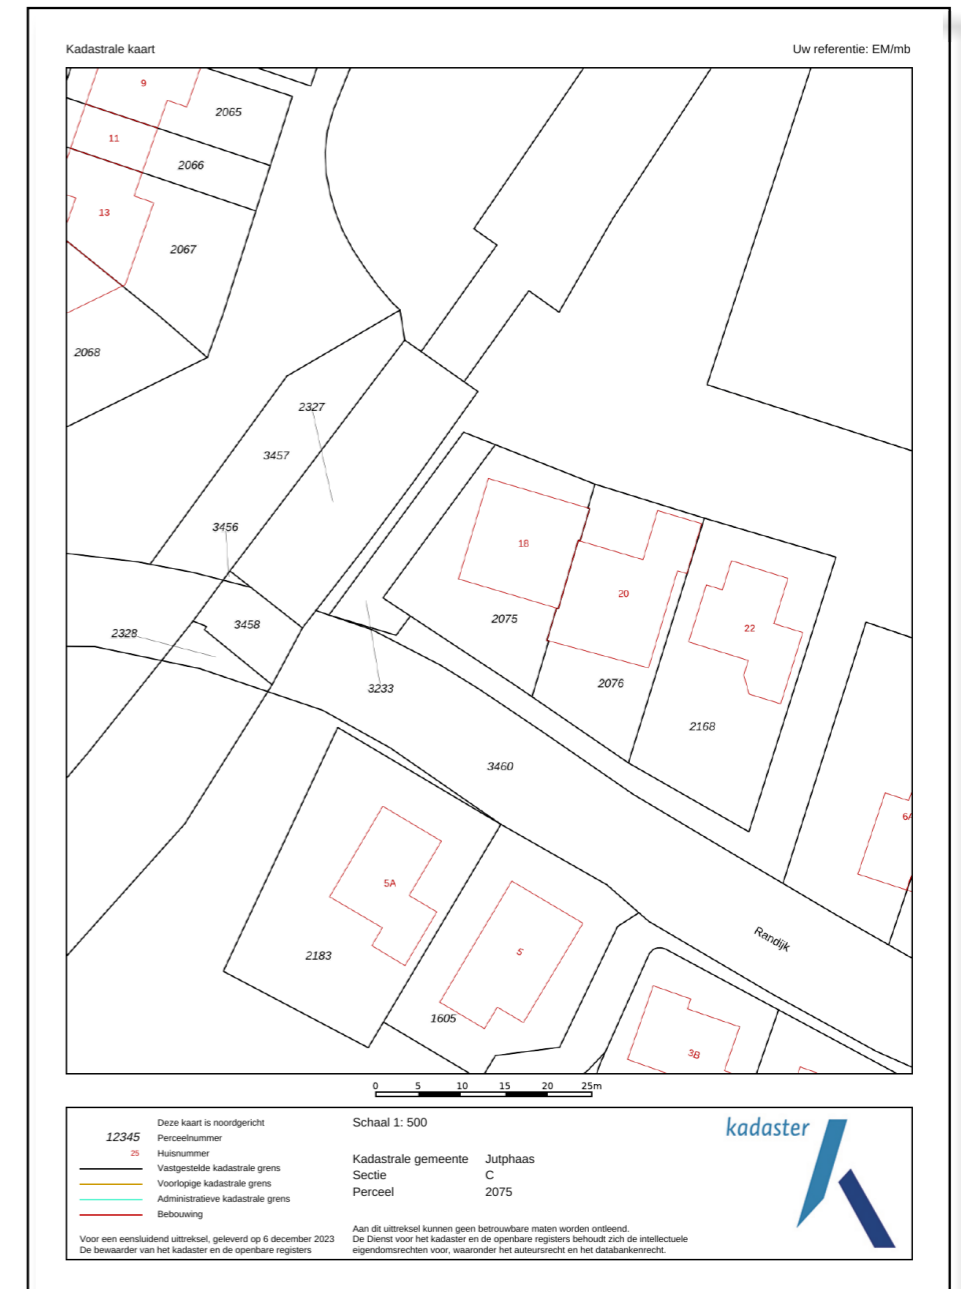 Kadastrale kaart
Uw referentie: EM/mb
9
2065
11
2066
13
2067
2068
2327
3457
3456
18
20
22
2075
3458
2328
2076
3233
2168
3460
6A
5A
Randijk
5
2183
1605
3B
0 5 10 15 20 25m
Deze kaart is noordgericht
12345 Perceelnummer
25 Huisnummer
Vastgestelde kadastrale grens
Voorlopige kadastrale grens
Administratieve kadastrale grens
Bebouwing
Voor een eensluidend uittreksel, geleverd op 6 december 2023
De bewaarder van het kadaster en de openbare registers
Schaal 1: 500
Kadastrale gemeente Jutphaas
Sectie C
Perceel 2075
Aan dit uittreksel kunnen geen betrouwbare maten worden ontleend.
De Dienst voor het kadaster en de openbare registers behoudt zich de intellectuele
eigendomsrechten voor, waaronder het auteursrecht en het databankenrecht.
kadaster